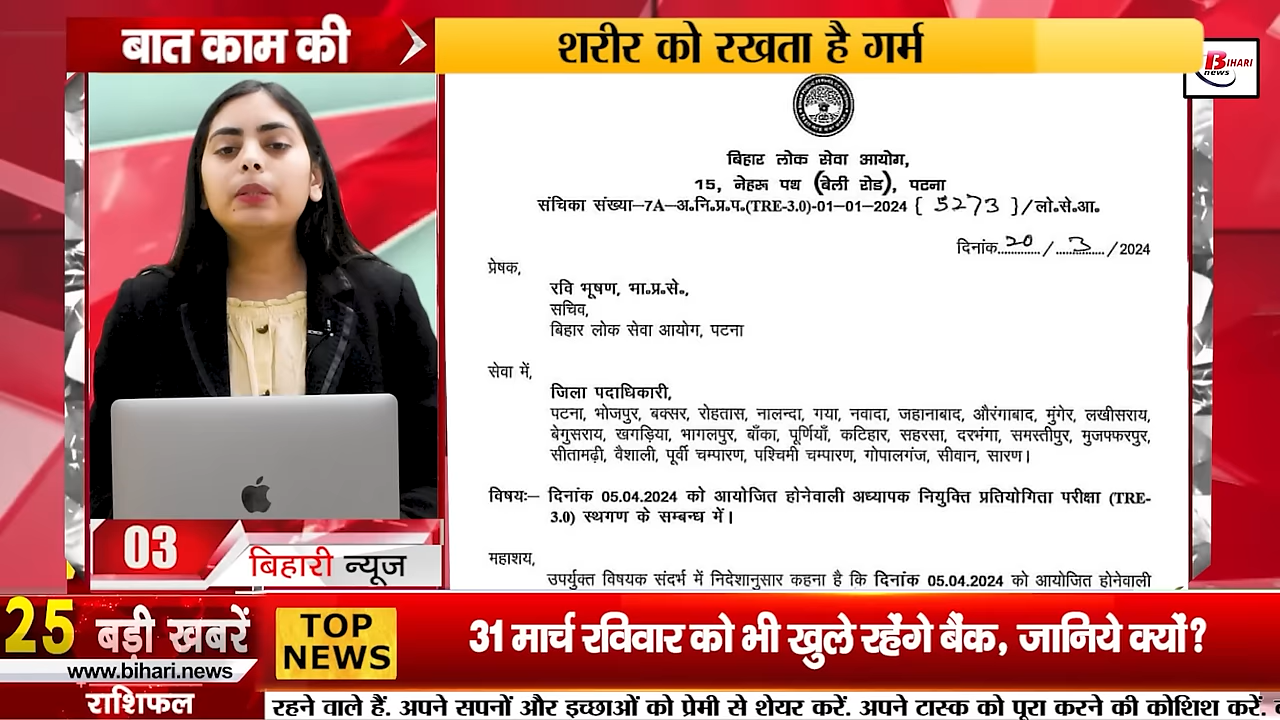 बात काम की
शरीर को रखता है गर्म
BIHARI
news
बिहार लोक सेवा आयोग,
15, नेहरू पथ (बेली रोड), पटना
संचिका संख्या–7A–अ.नि.प्र.प.(TRE-3.0)-01–01–2024 [ 5273 ]/लो.से.आ.
दिनांक..20../..3../2024
प्रेषक,
रवि भूषण, भा.प्र.से.,
सचिव,
बिहार लोक सेवा आयोग, पटना
सेवा में,
जिला पदाधिकारी,
पटना, भोजपुर, बक्सर, रोहतास, नालन्दा, गया, नवादा, जहानाबाद, औरंगाबाद, मुंगेर, लखीसराय,
बेगुसराय, खगड़िया, भागलपुर, बाँका, पूर्णियाँ, कटिहार, सहरसा, दरभंगा, समस्तीपुर, मुजफ्फरपुर,
सीतामढ़ी, वैशाली, पूर्वी चम्पारण, पश्चिमी चम्पारण, गोपालगंज, सीवान, सारण।
विषयः– दिनांक 05.04.2024 को आयोजित होनेवाली अध्यापक नियुक्ति प्रतियोगिता परीक्षा (TRE-
3.0) स्थगण के सम्बन्ध में।
महाशय,
उपर्युक्त विषयक संदर्भ में निदेशानुसार कहना है कि दिनांक 05.04.2024 को आयोजित होनेवाली
03
बिहारी न्यूज
25 बड़ी खबरें
www.bihari.news
TOP
NEWS
31 मार्च रविवार को भी खुले रहेंगे बैंक, जानिये क्यों?
राशिफल
रहने वाले हैं. अपने सपनों और इच्छाओं को प्रेमी से शेयर करें. अपने टास्क को पूरा करने की कोशिश करें.